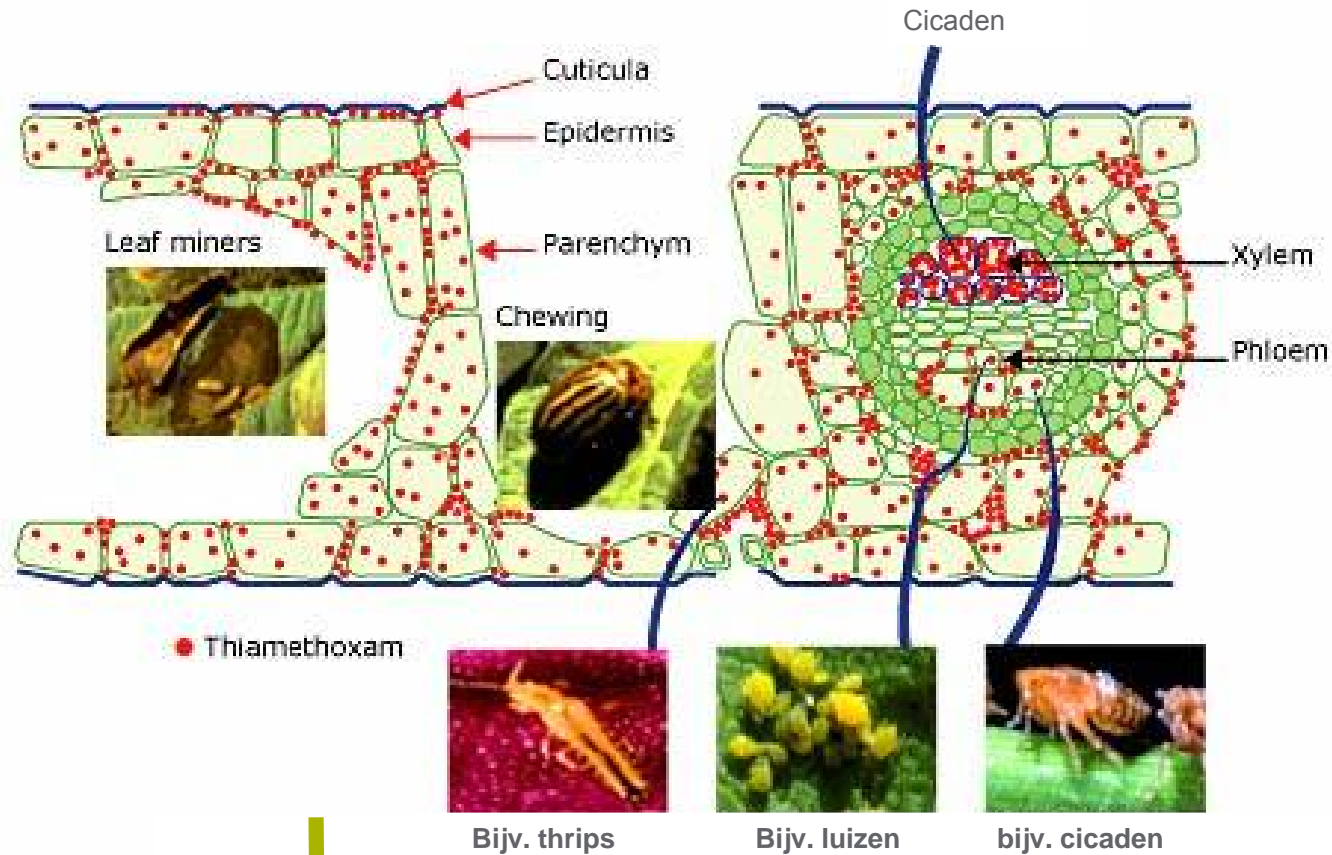 Cicaden
Cuticula
Epidermis
Leaf miners
Parenchym
Xylem
Chewing
Phloem
Thiamethoxam
Bijv. thrips
Bijv. luizen
bijv. cicaden